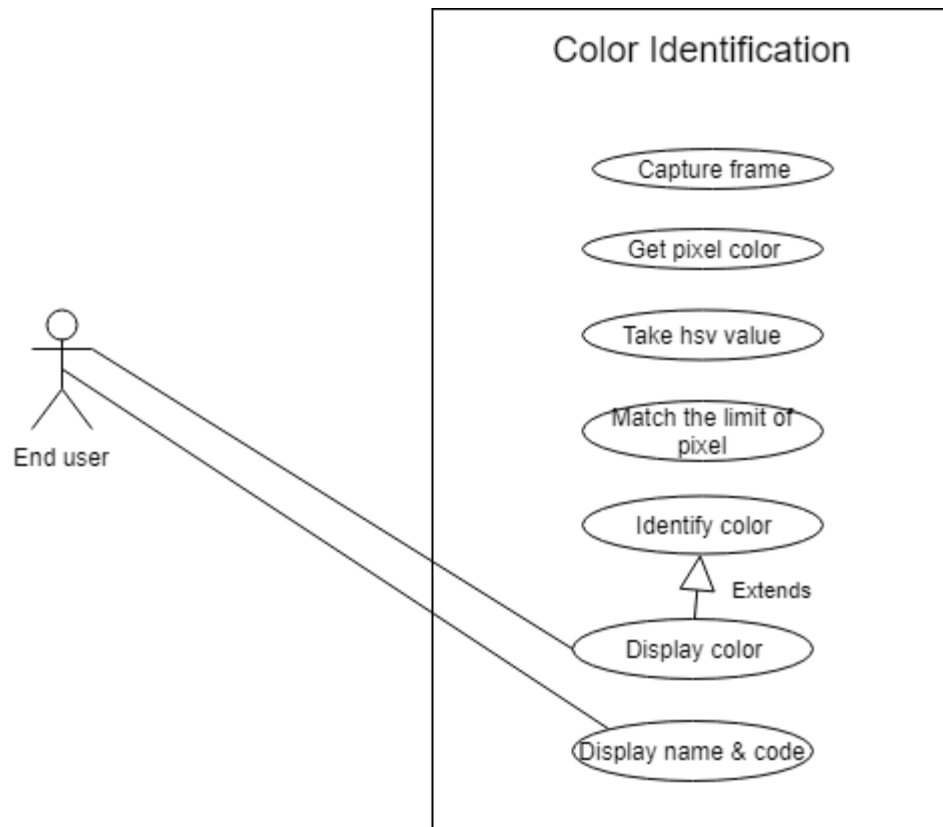 Color Identification
Capture frame
Get pixel color
Take hsv value
Match the limit of
pixel
End user
Identify color
Extends
Display color
Display name & code